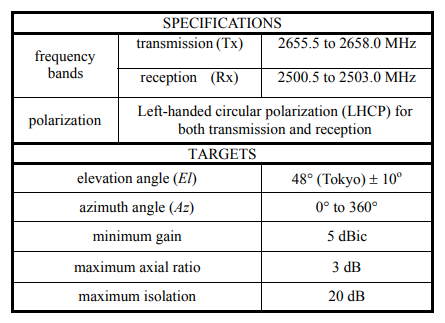 SPECIFICATIONS
frequency bands
transmission (Tx) 2655.5 to 2658.0 MHz
reception (Rx) 2500.5 to 2503.0 MHz
polarization
Left-handed circular polarization (LHCP) for
both transmission and reception
TARGETS
elevation angle (El) 48° (Tokyo) ± 10°
azimuth angle (Az) 0° to 360°
minimum gain 5 dBic
maximum axial ratio 3 dB
maximum isolation 20 dB